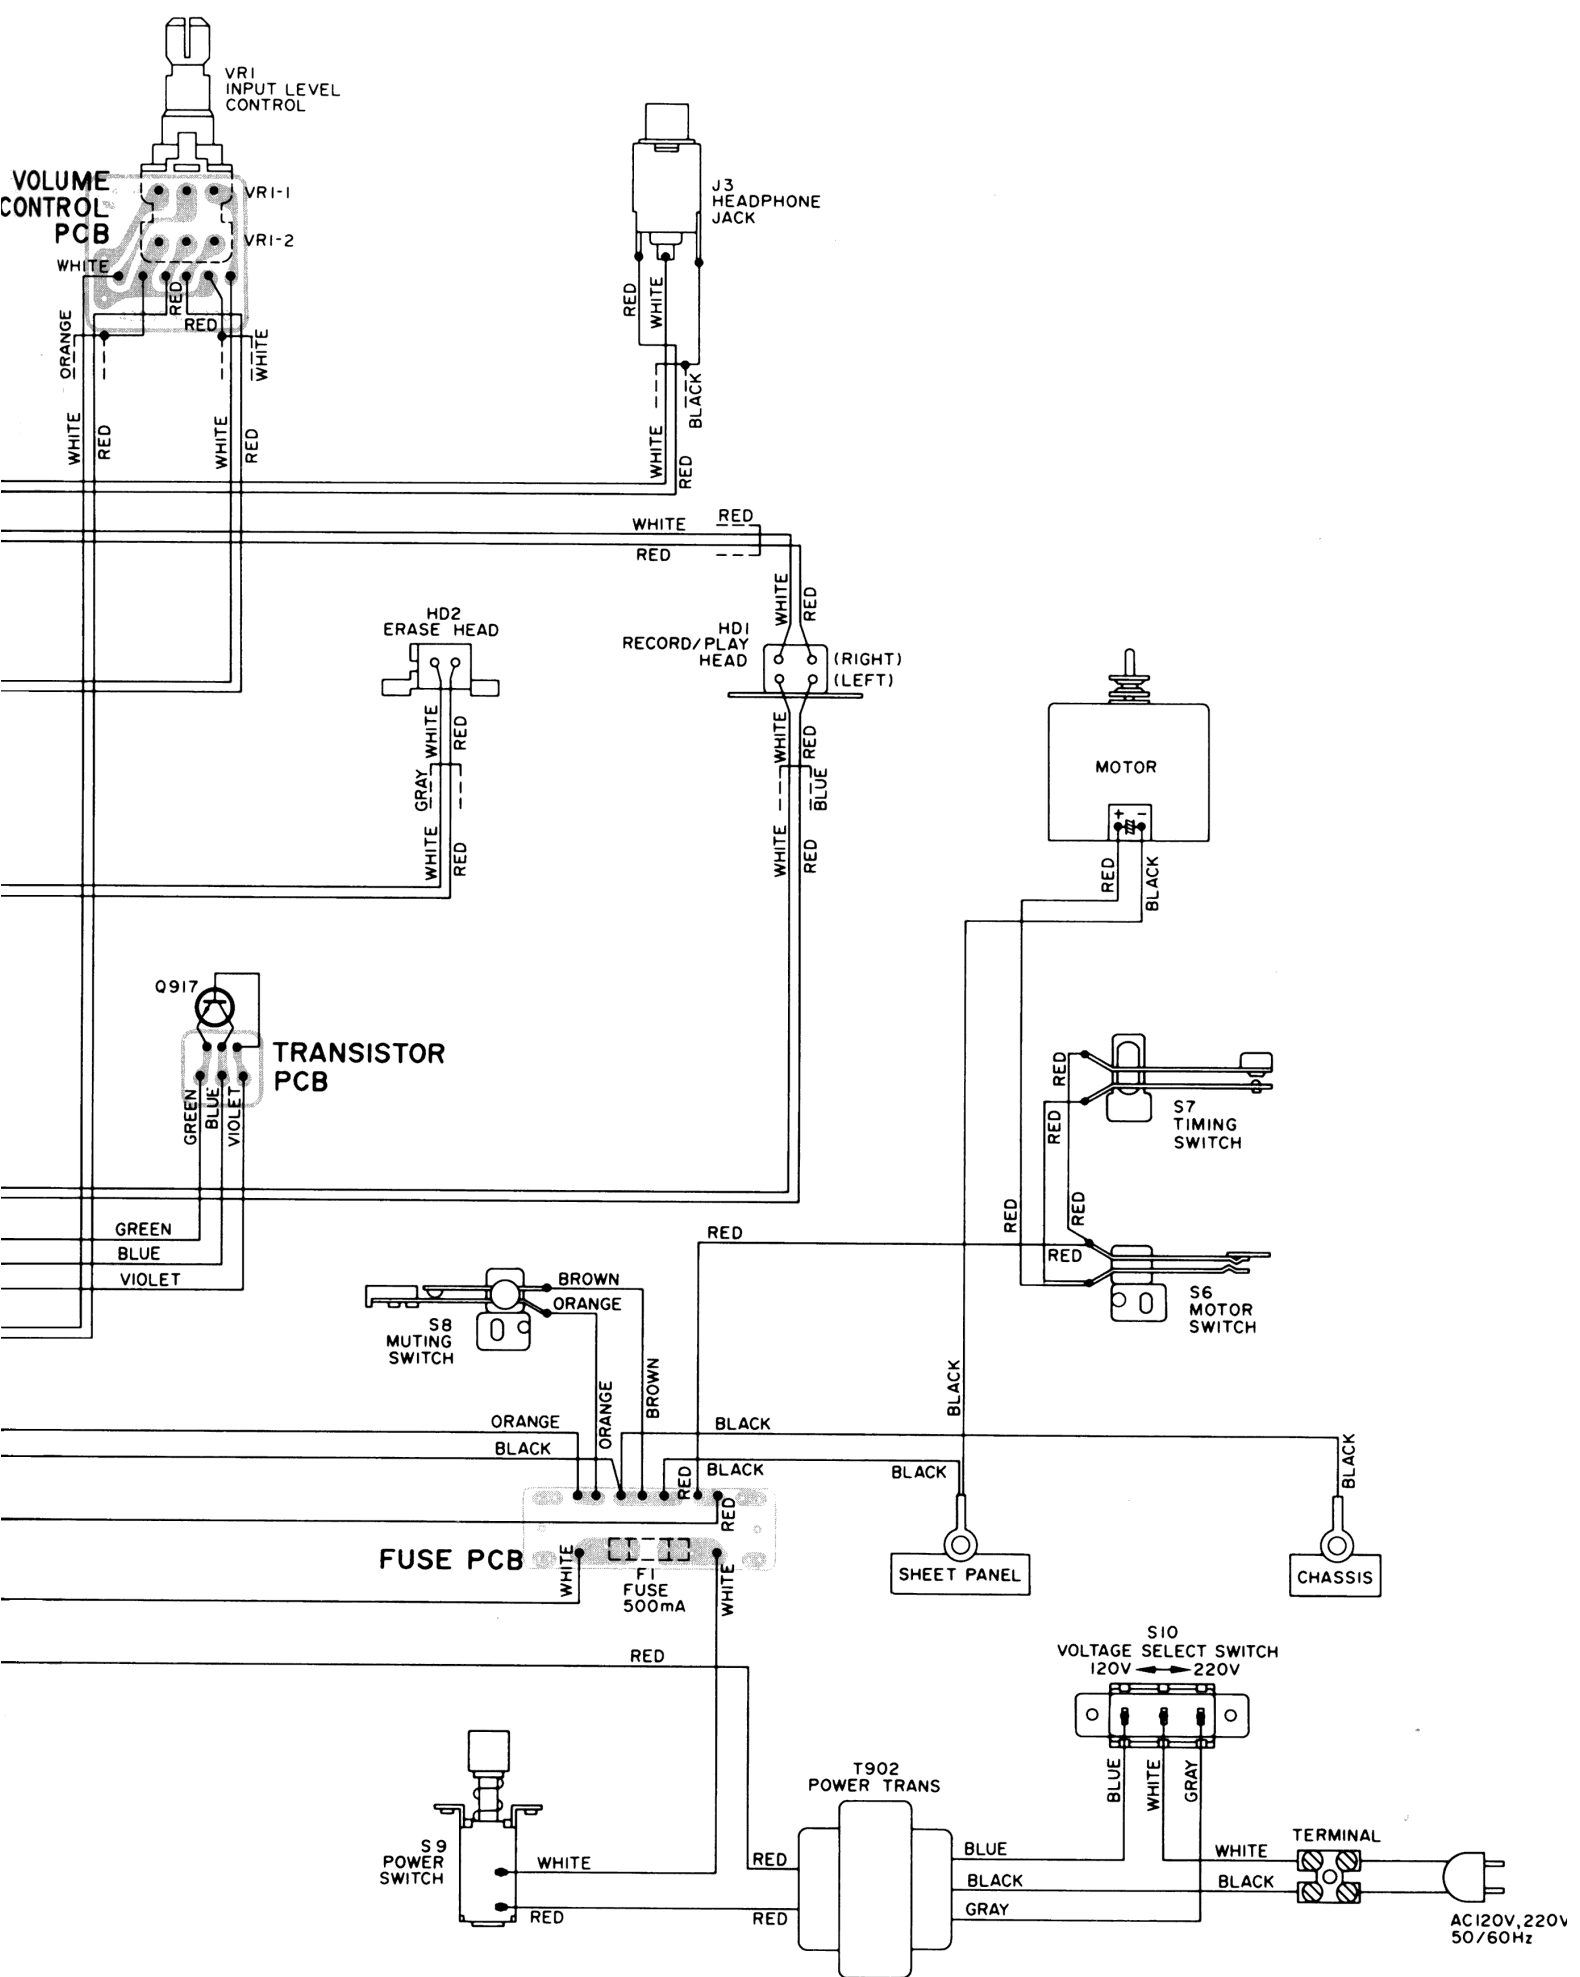 VR1
INPUT LEVEL
CONTROL
VOLUME
CONTROL
PCB
VR1-1
VR1-2
WHITE
RED
RED
ORANGE
WHITE
WHITE
RED
WHITE
RED
J3
HEADPHONE
JACK
RED
WHITE
BLACK
WHITE
RED
WHITE
RED
RED
WHITE
RED
HD2
ERASE HEAD
HD1
RECORD/PLAY
HEAD
(RIGHT)
(LEFT)
WHITE
RED
GRAY
WHITE
RED
WHITE
RED
BLUE
WHITE
RED
MOTOR
+
-
RED
BLACK
Q917
TRANSISTOR
PCB
GREEN
BLUE
VIOLET
GREEN
BLUE
VIOLET
RED
RED
S7
TIMING
SWITCH
RED
RED
RED
RED
S6
MOTOR
SWITCH
BROWN
ORANGE
S8
MUTING
SWITCH
ORANGE
BROWN
BLACK
ORANGE
BLACK
BLACK
BLACK
RED
BLACK
BLACK
RED
FUSE PCB
WHITE
F1
FUSE
500mA
WHITE
SHEET PANEL
CHASSIS
RED
S10
VOLTAGE SELECT SWITCH
120V 220V
BLUE
WHITE
GRAY
T902
POWER TRANS
S9
POWER
SWITCH
WHITE
RED
RED
RED
BLUE
BLACK
GRAY
WHITE
BLACK
TERMINAL
AC120V,220V
50/60Hz